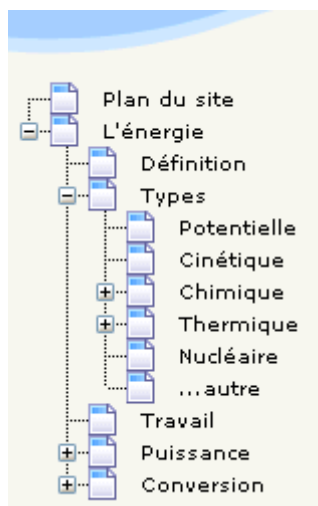 Plan du site
L'énergie
Définition
Types
Potentielle
Cinétique
Chimique
Thermique
Nucléaire
...autre
Travail
Puissance
Conversion